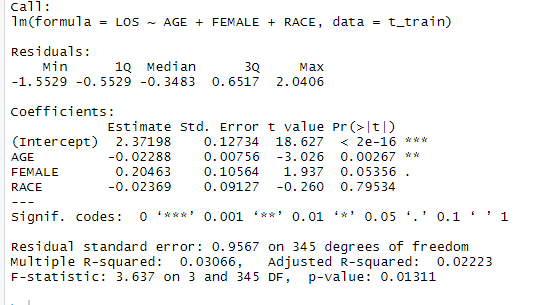 Call:
lm(formula = LOS ~ AGE + FEMALE + RACE, data = t_train)
Residuals:
Min 1Q Median 3Q Max
-1.5529 -0.5529 -0.3483 0.6517 2.0406
Coefficients:
Estimate Std. Error t value Pr(>|t|)
(Intercept) 2.37198 0.12734 18.627 < 2e-16 ***
AGE -0.02288 0.00756 -3.026 0.00267 **
FEMALE 0.20463 0.10564 1.937 0.05356 .
RACE -0.02369 0.09127 -0.260 0.79534
---
Signif. codes: 0 ‘***’ 0.001 ‘**’ 0.01 ‘*’ 0.05 ‘.’ 0.1 ‘ ’ 1
Residual standard error: 0.9567 on 345 degrees of freedom
Multiple R-squared: 0.03066, Adjusted R-squared: 0.02223
F-statistic: 3.637 on 3 and 345 DF, p-value: 0.01311